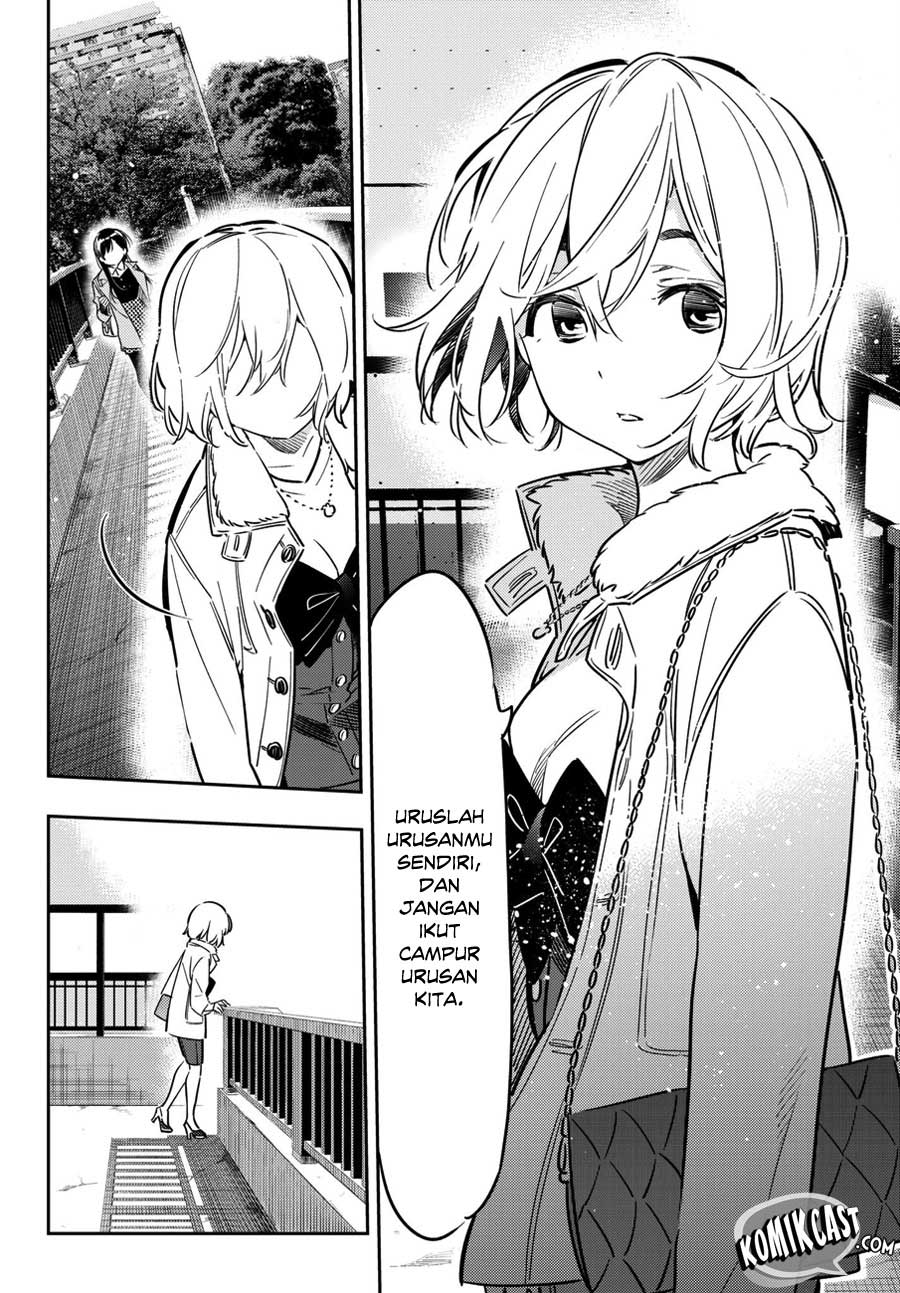 URUSLAH
URUSANMU
SENDIRI,
DAN
JANGAN
IKUT
CAMPUR
URUSAN
KITA.
KOMIKCAST
.COM